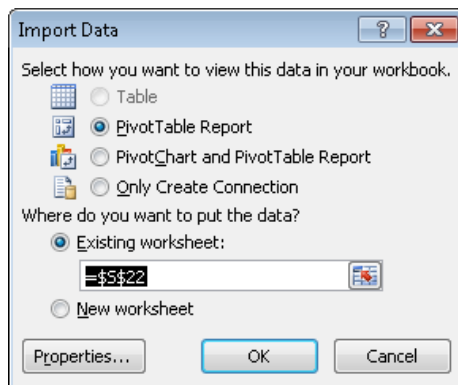 Import Data
Select how you want to view this data in your workbook.
Table
PivotTable Report
PivotChart and PivotTable Report
Only Create Connection
Where do you want to put the data?
Existing worksheet:
=$S$22
New worksheet
Properties...
OK
Cancel